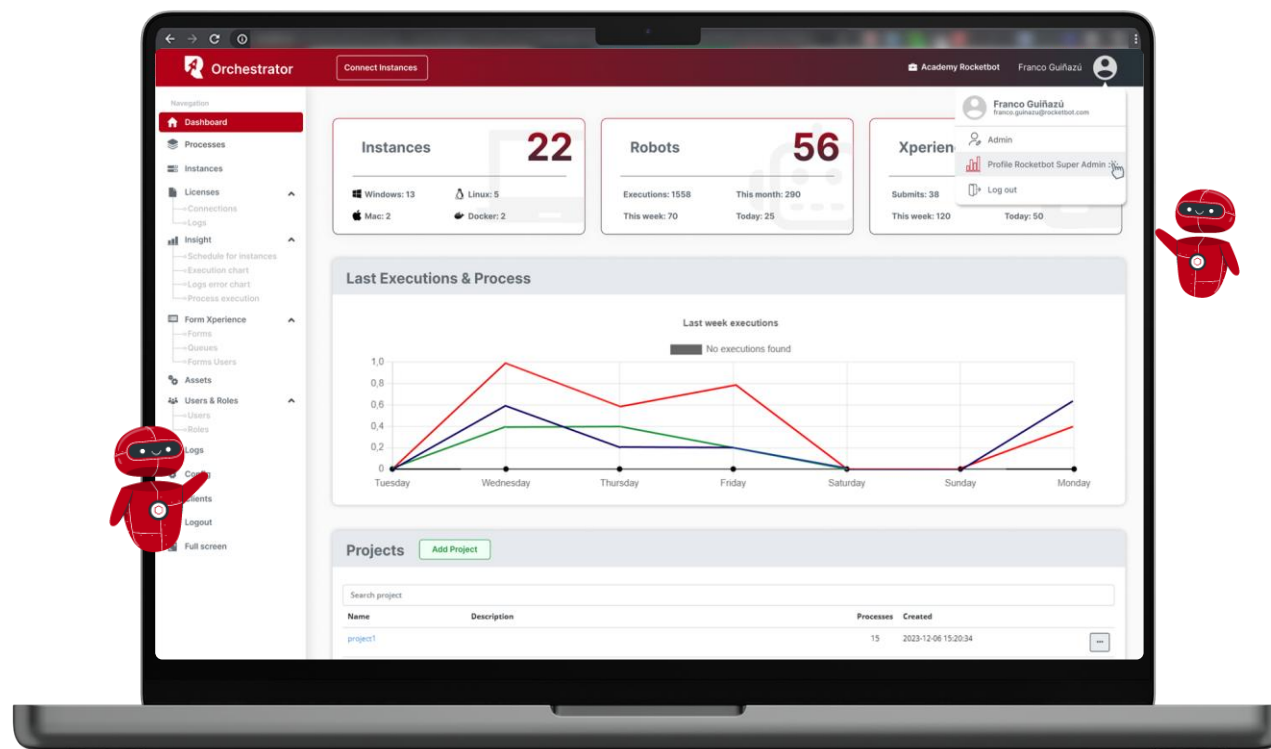 Orchestrator
Connect Instances
Academy Rocketbot
Franco Guiñazú
Franco Guiñazú
franco.guinazu@rocketbot.com
Admin
Profile Rocketbot Super Admin
Log out
Navegation
Dashboard
Processes
Instances
Licenses
Connections
Logs
Insight
Schedule for instances
Execution chart
Logs error chart
Process execution
Form Xperience
Forms
Queues
Forms Users
Assets
Users & Roles
Users
Roles
Logs
Config
Clients
Logout
Full screen
Instances 22
Windows: 13 Linux: 5
Mac: 2 Docker: 2
Robots 56
Executions: 1558 This month: 290
This week: 70 Today: 25
Xperien
Submits: 38
This week: 120 Today: 50
Last Executions & Process
Last week executions
No executions found
1,0
0,8
0,6
0,4
0,2
0
Tuesday Wednesday Thursday Friday Saturday Sunday Monday
Projects Add Project
Search project
Name Description Processes Created
project1 15 2023-12-06 15:20:34